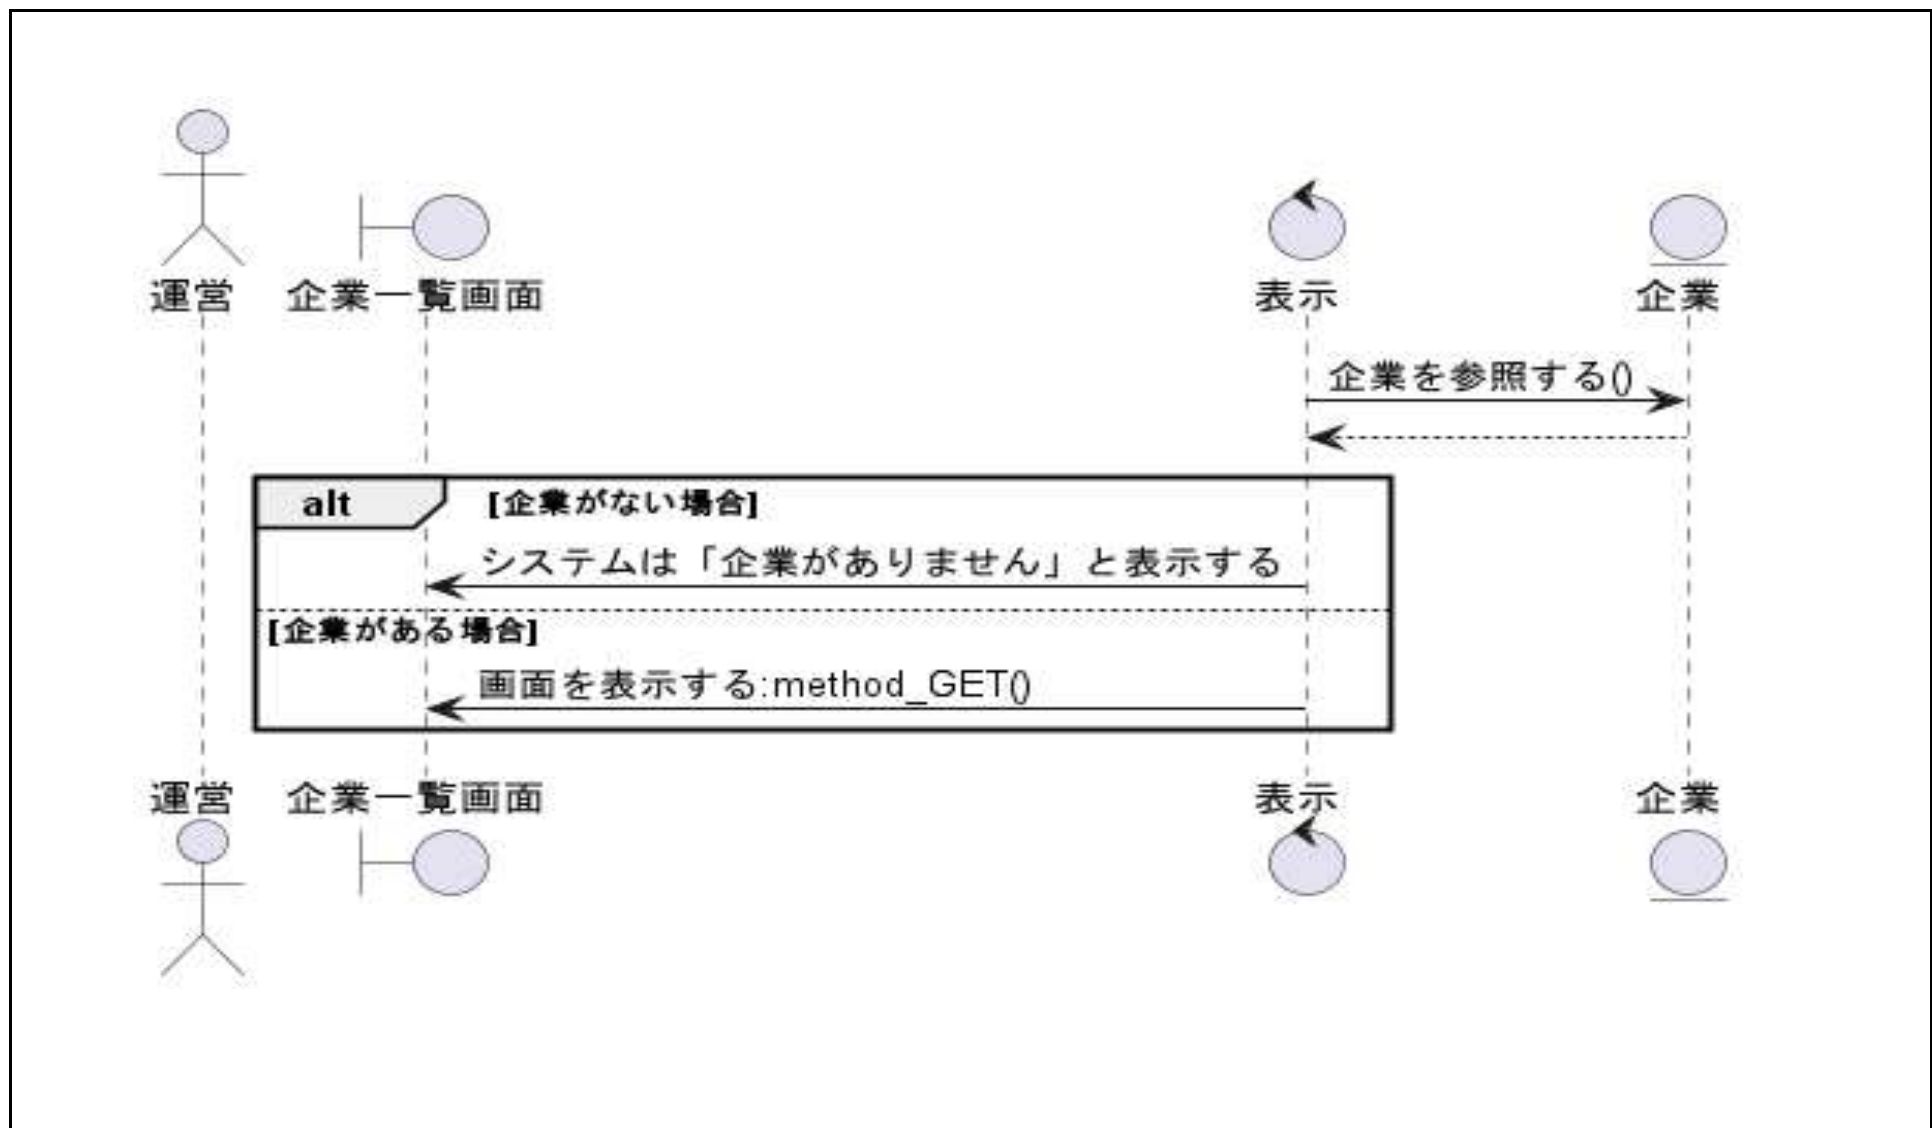 運営 企業一覧画面 表示 企業
企業を参照する()
alt [企業がない場合]
システムは「企業がありません」と表示する
[企業がある場合]
画面を表示する:method_GET()
運営 企業一覧画面 表示 企業